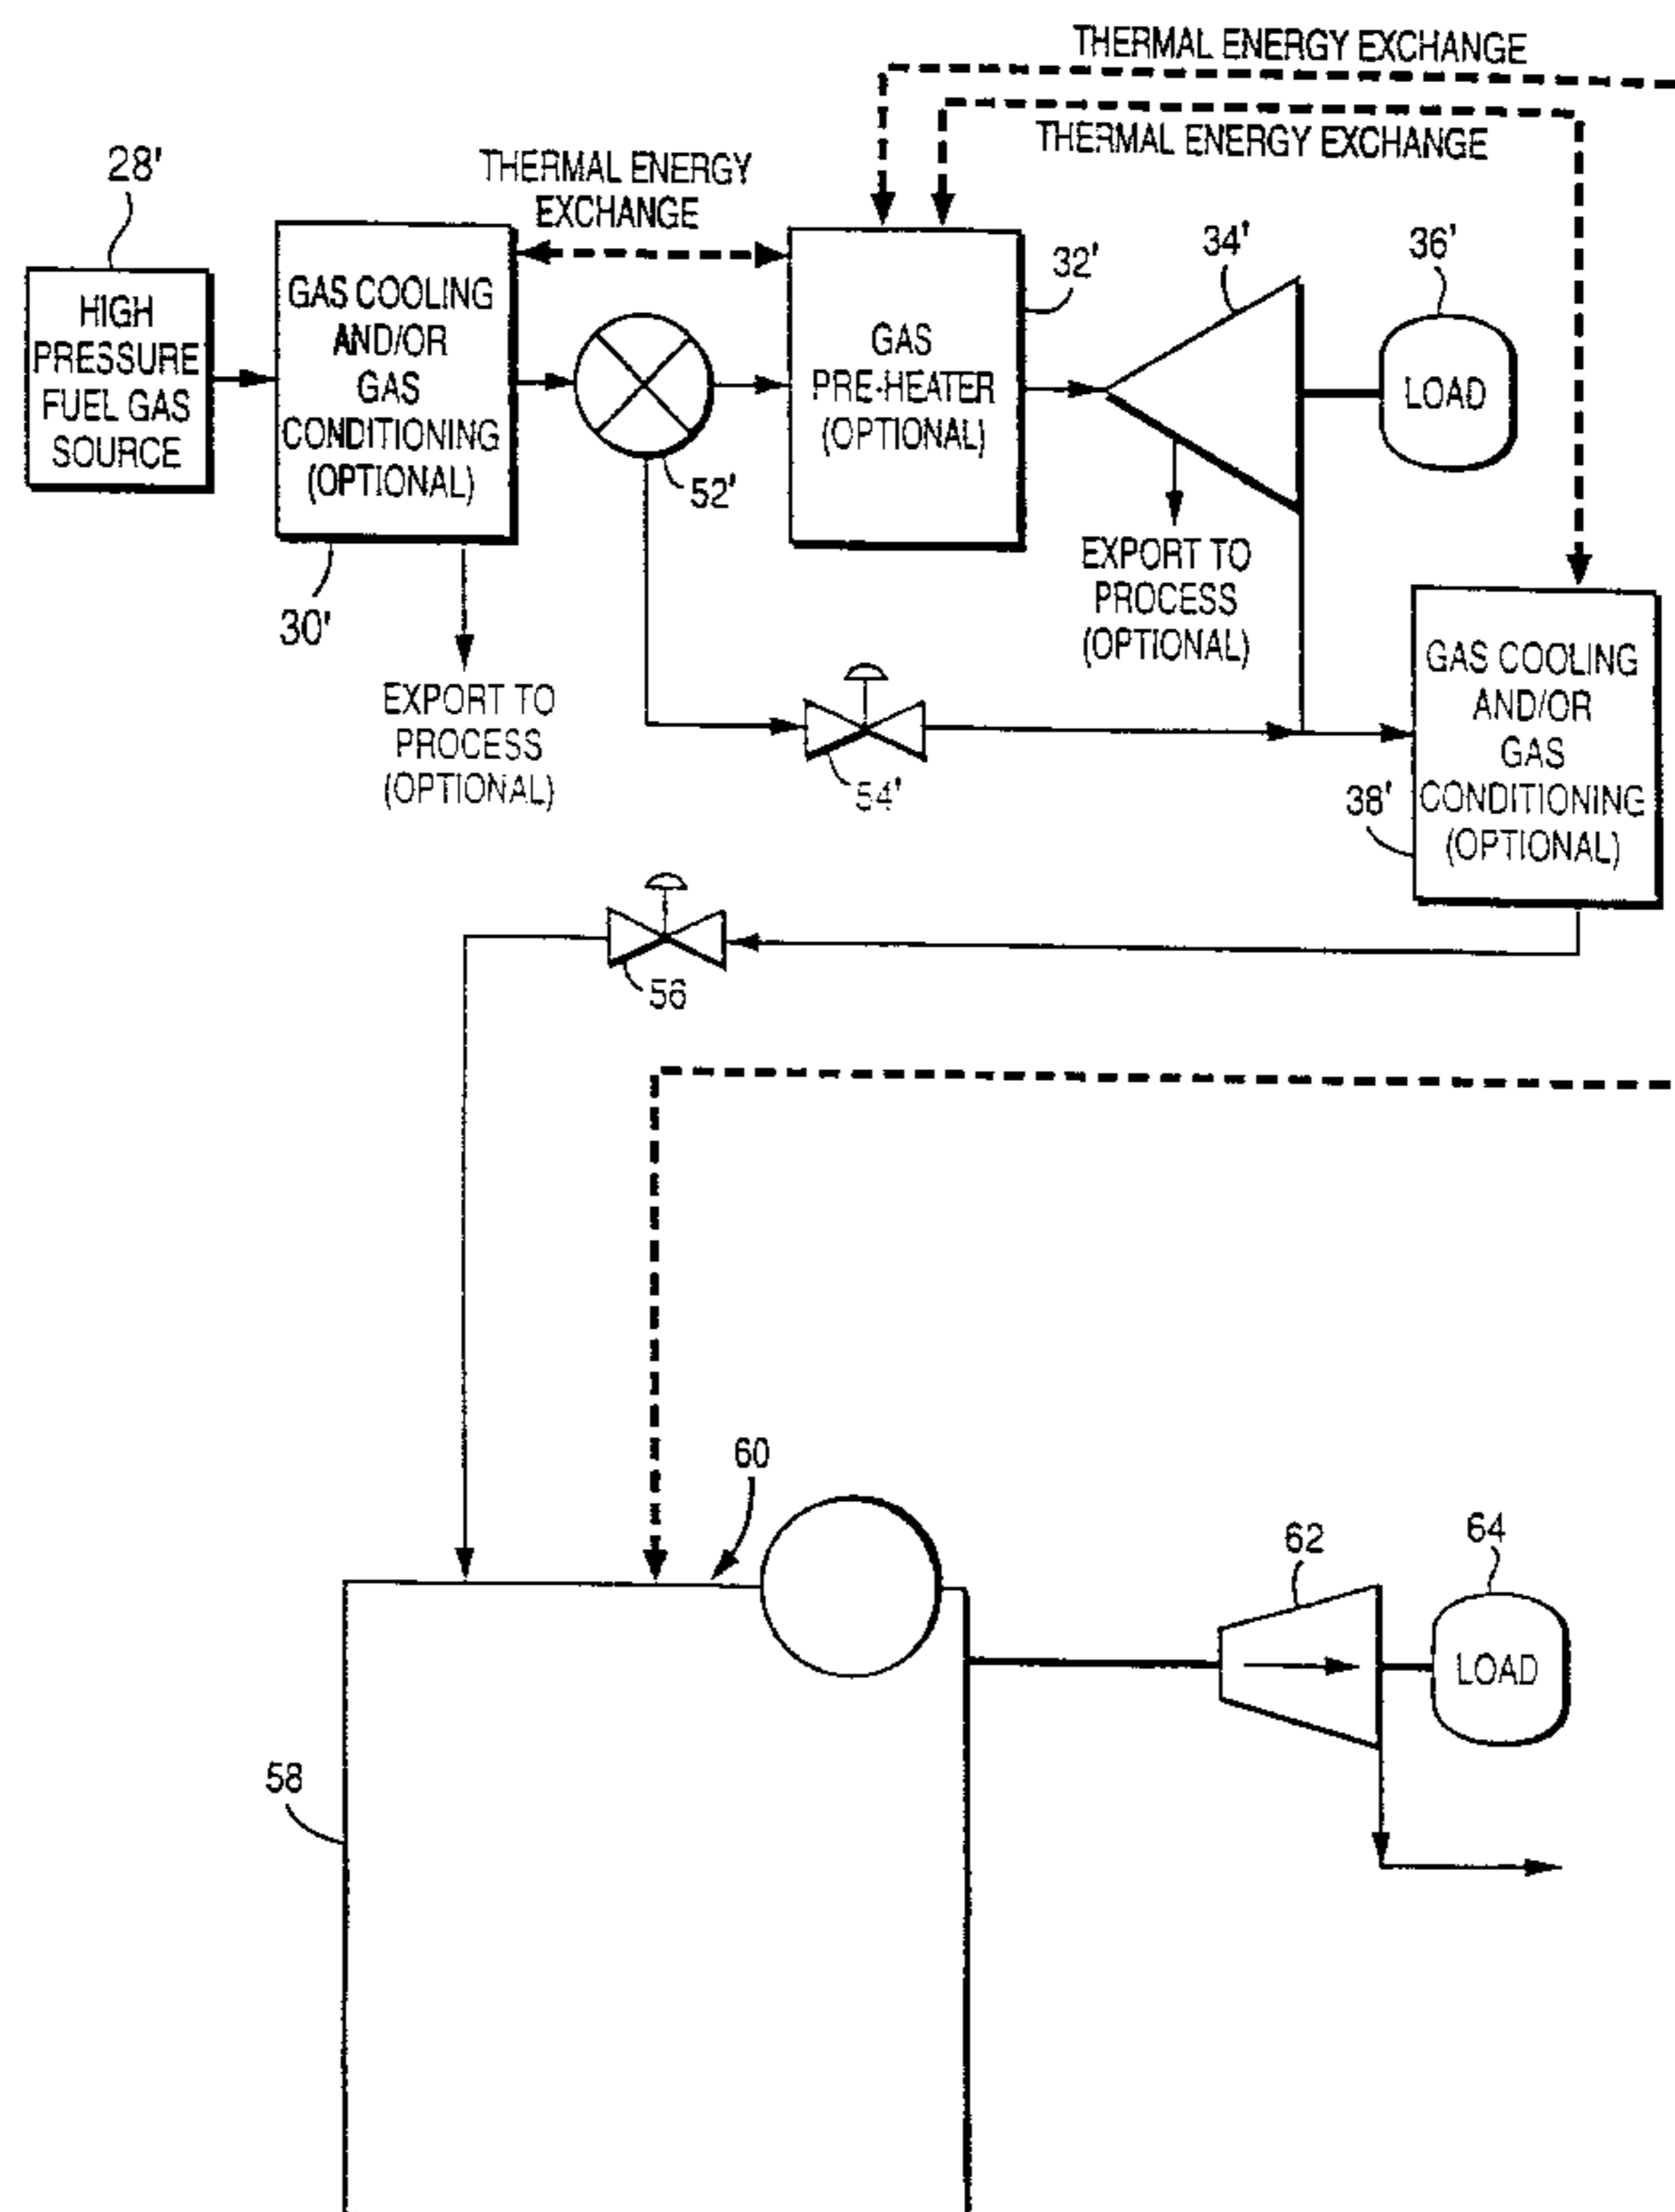 THERMAL ENERGY EXCHANGE
THERMAL ENERGY EXCHANGE
THERMAL ENERGY
EXCHANGE
28'
HIGH
PRESSURE
FUEL GAS
SOURCE
GAS COOLING
AND/OR
GAS
CONDITIONING
(OPTIONAL)
30'
EXPORT TO
PROCESS
(OPTIONAL)
52'
GAS
PRE-HEATER
(OPTIONAL)
32'
34'
36'
LOAD
EXPORT TO
PROCESS
(OPTIONAL)
54'
GAS COOLING
AND/OR
GAS
CONDITIONING
(OPTIONAL)
38'
56
60
62
64
LOAD
58